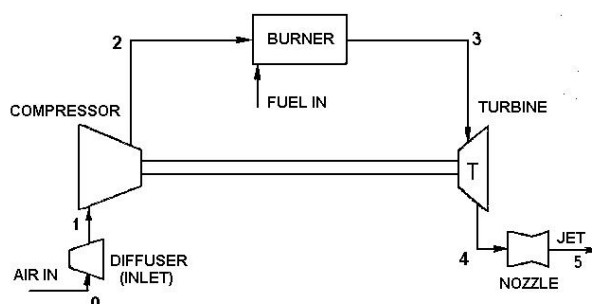 2
BURNER
3
COMPRESSOR
FUEL IN
TURBINE
T
1
DIFFUSER
(INLET)
AIR IN
0
4
JET
5
NOZZLE